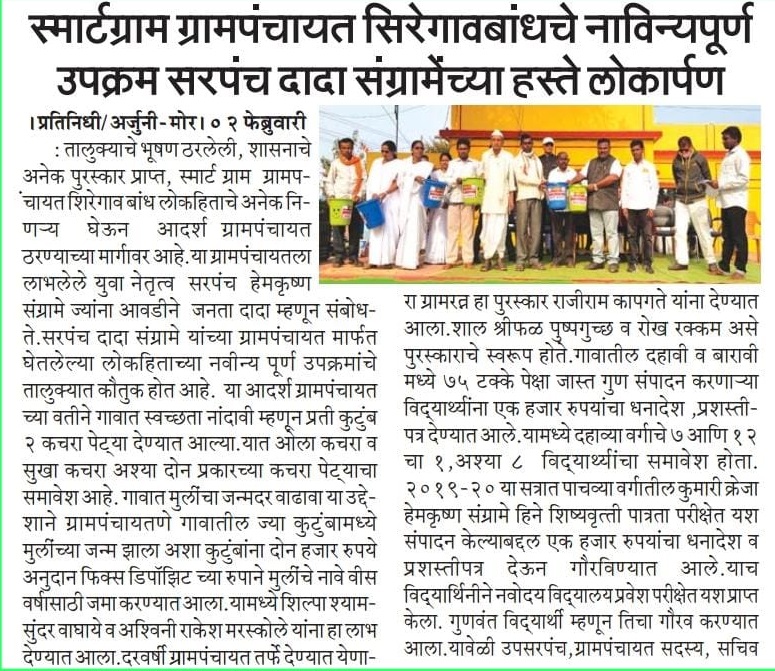 स्मार्टग्राम ग्रामपंचायत सिरेगावबांधचे नाविन्यपूर्ण
उपक्रम सरपंच दादा संग्रामेंच्या हस्ते लोकार्पण
। प्रतिनिधी/ अर्जुनी - मोर। ०२ फेब्रुवारी
: तालुक्याचे भूषण ठरलेली, शासनाचे
अनेक पुरस्कार प्राप्त, स्मार्ट ग्राम ग्रामप-
ंचायत शिरेगाव बांध लोकहिताचे अनेक नि-
णर्‍य घेऊन आदर्श ग्रामपंचायत
ठरण्याच्या मार्गावर आहे.या ग्रामपंचायतला
लाभलेले युवा नेतृत्व सरपंच हेमकृष्ण
संग्रामे ज्यांना आवडीने जनता दादा म्हणून संबोध-
ते.सरपंच दादा संग्रामे यांच्या ग्रामपंचायत मार्फत
घेतलेल्या लोकहिताच्या नवीन्य पूर्ण उपक्रमांचे
तालुक्यात कौतुक होत आहे. या आदर्श ग्रामपंचायत
च्या वतीने गावात स्वच्छता नांदावी म्हणून प्रती कुटुंब
२ कचरा पेट्या देण्यात आल्या.यात ओला कचरा व
सुखा कचरा अश्या दोन प्रकारच्या कचरा पेट्याचा
समावेश आहे. गावात मुलींचा जन्मदर वाढावा या उद्दे-
शाने ग्रामपंचायतणे गावातील ज्या कुटुंबामध्ये
मुलींच्या जन्म झाला अशा कुटुंबांना दोन हजार रुपये
अनुदान फिक्स डिपॉझिट च्या रुपाने मुलींचे नावे वीस
वर्षासाठी जमा करण्यात आला.यामध्ये शिल्पा श्याम-
सुंदर वाघाये व अश्विनी राकेश मरस्कोले यांना हा लाभ
देण्यात आला.दरवर्षी ग्रामपंचायत तर्फे देण्यात येणा-
रा ग्रामरत्न हा पुरस्कार राजीराम कापगते यांना देण्यात
आला.शाल श्रीफळ पुष्पगुच्छ व रोख रक्कम असे
पुरस्काराचे स्वरूप होते.गावातील दहावी व बारावी
मध्ये ७५ टक्के पेक्षा जास्त गुण संपादन करणाऱ्या
विद्यार्थ्यांना एक हजार रुपयांचा धनादेश ,प्रशस्ती-
पत्र देण्यात आले.यामध्ये दहाव्या वर्गाचे ७ आणि १२
चा १,अश्या ८ विद्यार्थ्यांचा समावेश होता.
२०१९-२० या सत्रात पाचव्या वर्गातील कुमारी क्रेजा
हेमकृष्ण संग्रामे हिने शिष्यवृत्ती पात्रता परीक्षेत यश
संपादन केल्याबद्दल एक हजार रुपयांचा धनादेश व
प्रशस्तीपत्र देऊन गौरविण्यात आले.याच
विद्यार्थिनीने नवोदय विद्यालय प्रवेश परीक्षेत यश प्राप्त
केला. गुणवंत विद्यार्थी म्हणून तिचा गौरव करण्यात
आला.यावेळी उपसरपंच,ग्रामपंचायत सदस्य, सचिव